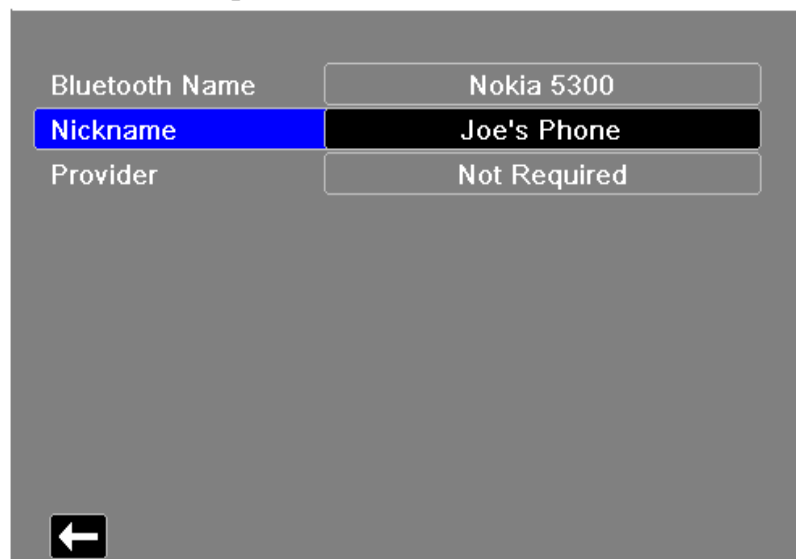 Bluetooth Name Nokia 5300
Nickname Joe's Phone
Provider Not Required